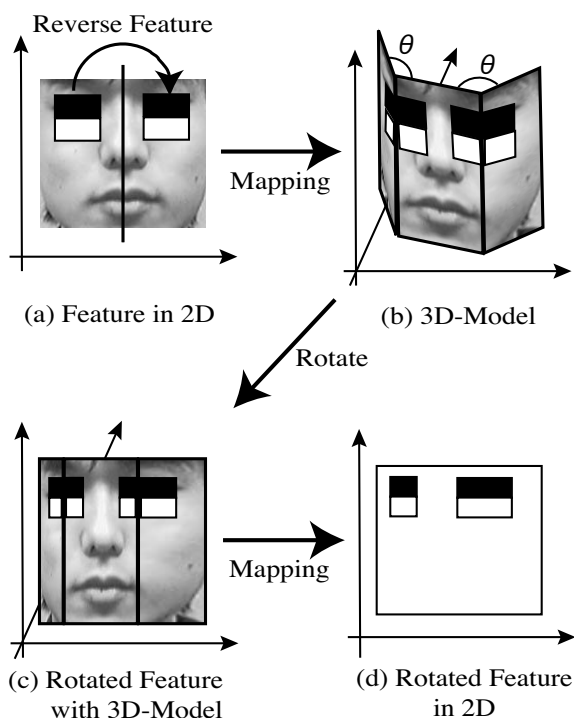 Reverse Feature
θ
θ
Mapping
(a) Feature in 2D
(b) 3D-Model
Rotate
Mapping
(c) Rotated Feature
with 3D-Model
(d) Rotated Feature
in 2D